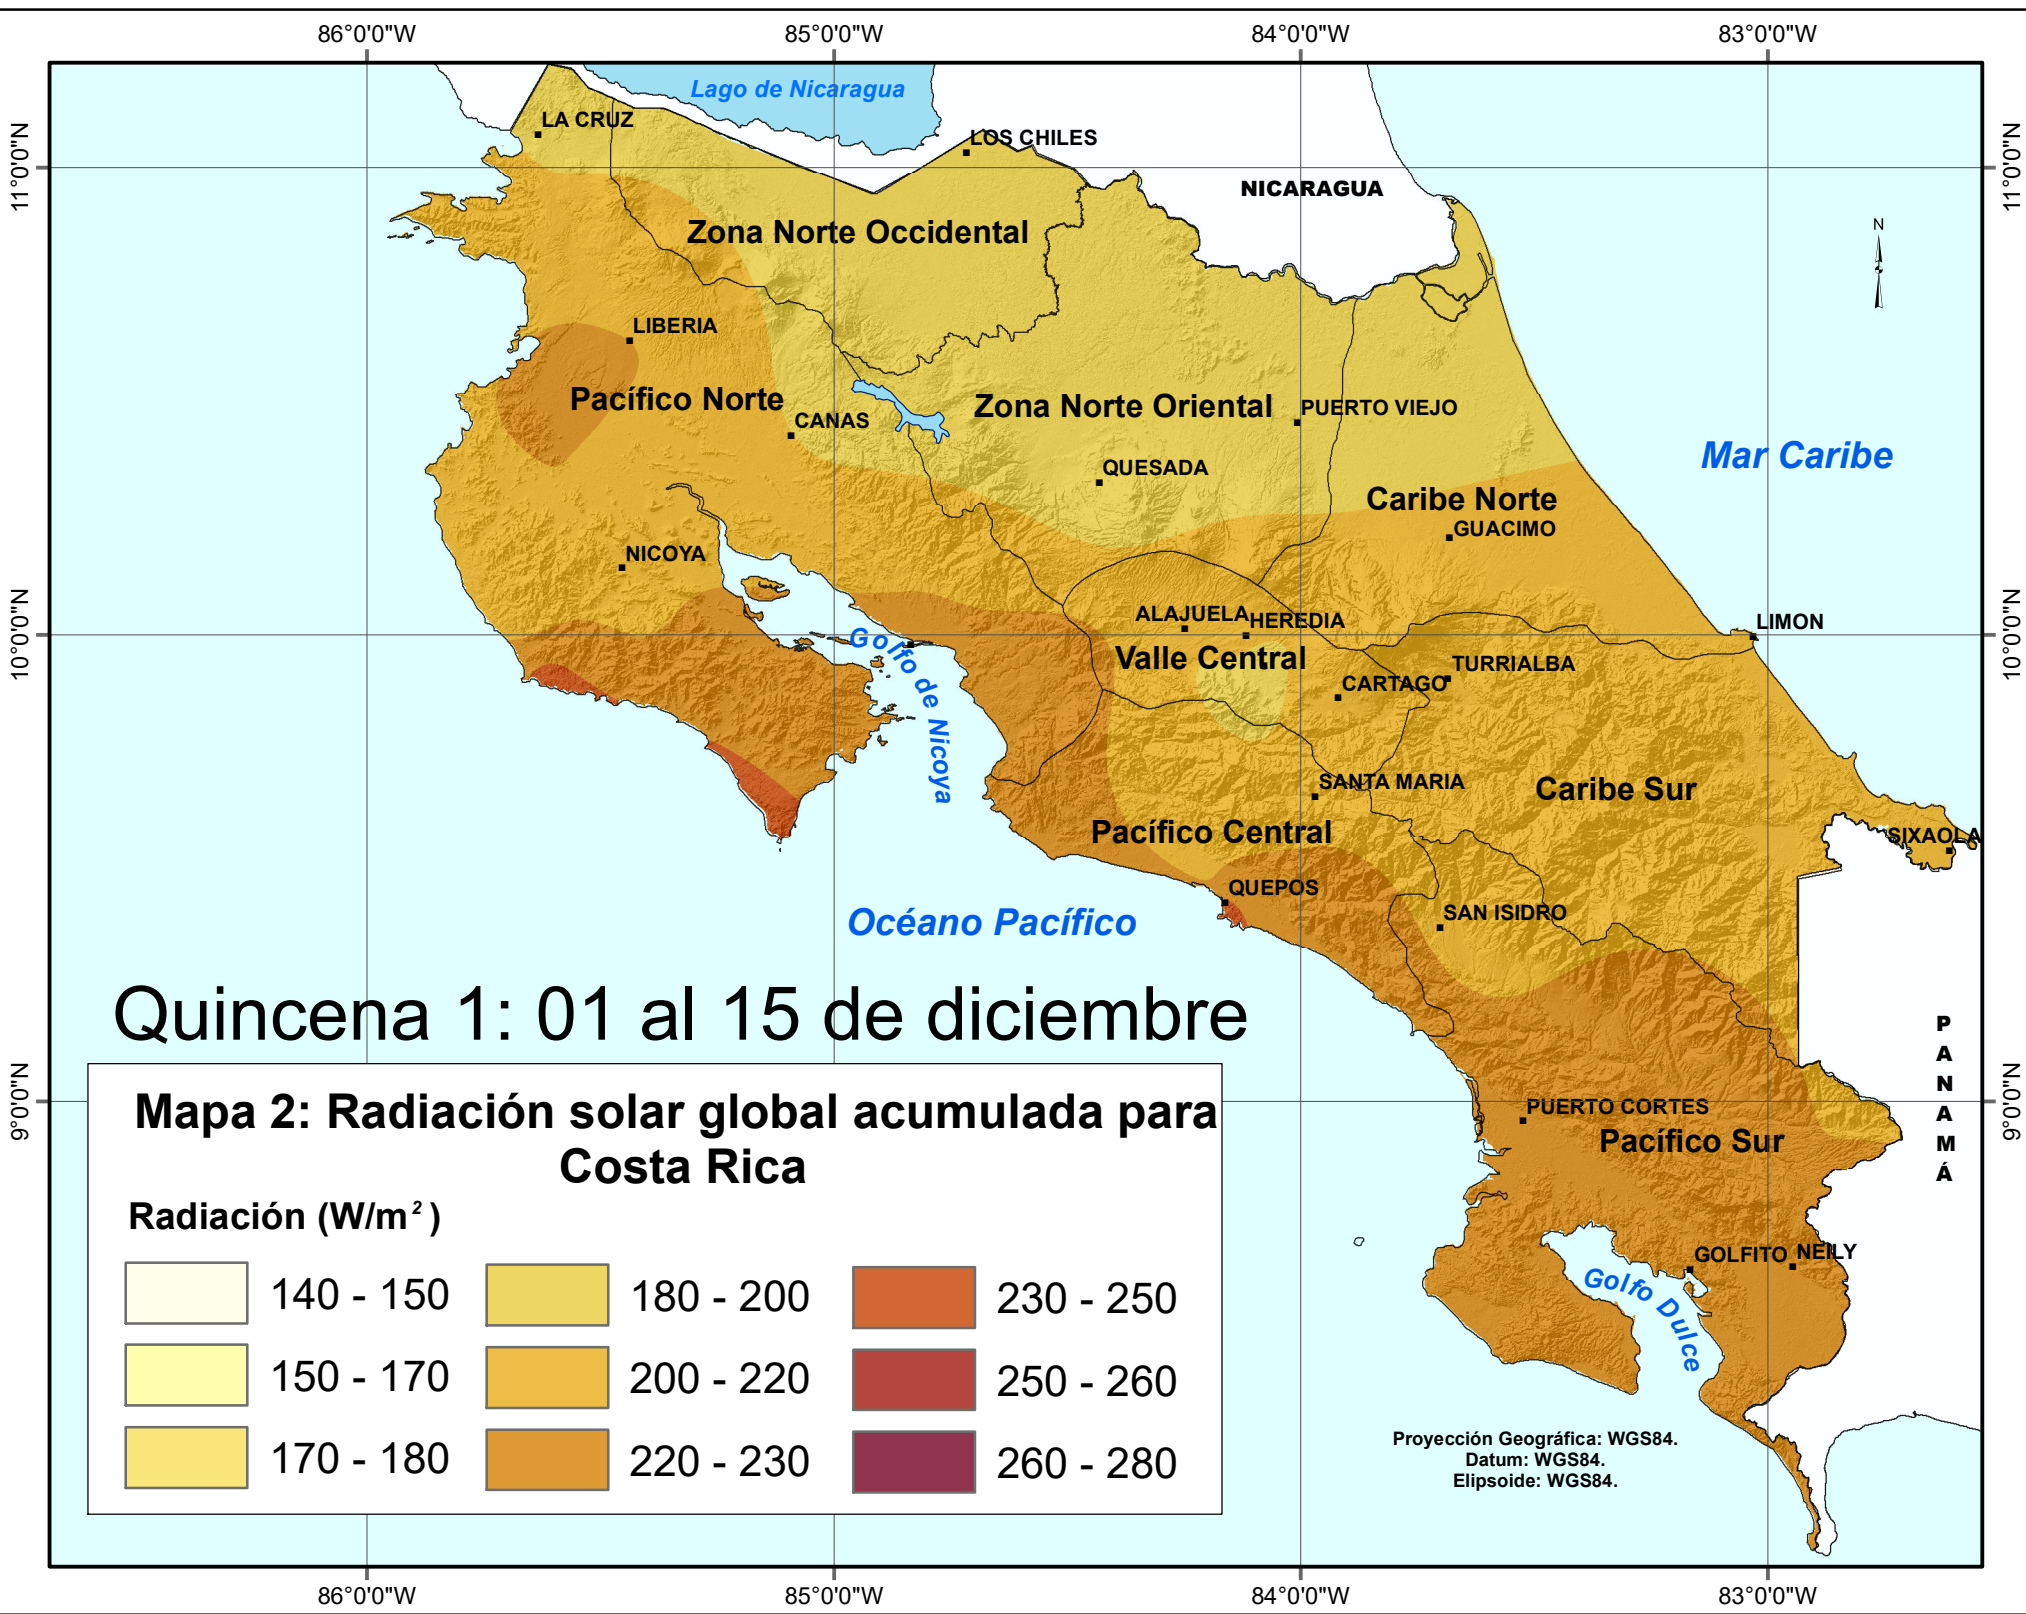 86°0'0"W
85°0'0"W
84°0'0"W
83°0'0"W
Lago de Nicaragua
LA CRUZ
LOS CHILES
11°0'0"N
11°0'0"N
NICARAGUA
N
Zona Norte Occidental
LIBERIA
Pacífico Norte
CANAS
Zona Norte Oriental
PUERTO VIEJO
Mar Caribe
QUESADA
Caribe Norte
GUACIMO
NICOYA
ALAJUELA
HEREDIA
LIMON
10°0'0"N
10°0'0"N
Golfo de Nicoya
Valle Central
TURRIALBA
CARTAGO
SANTA MARIA
Caribe Sur
Pacífico Central
SIXAOLA
QUEPOS
SAN ISIDRO
Océano Pacífico
Quincena 1: 01 al 15 de diciembre
PANAMÁ
9°0'0"N
9°0'0"N
PUERTO CORTES
Pacífico Sur
Mapa 2: Radiación solar global acumulada para
Costa Rica
Radiación (W/m²)
140 - 150
180 - 200
230 - 250
150 - 170
200 - 220
250 - 260
170 - 180
220 - 230
260 - 280
GOLFITO
NEILY
Golfo Dulce
Proyección Geográfica: WGS84.
Datum: WGS84.
Elipsoide: WGS84.
86°0'0"W
85°0'0"W
84°0'0"W
83°0'0"W